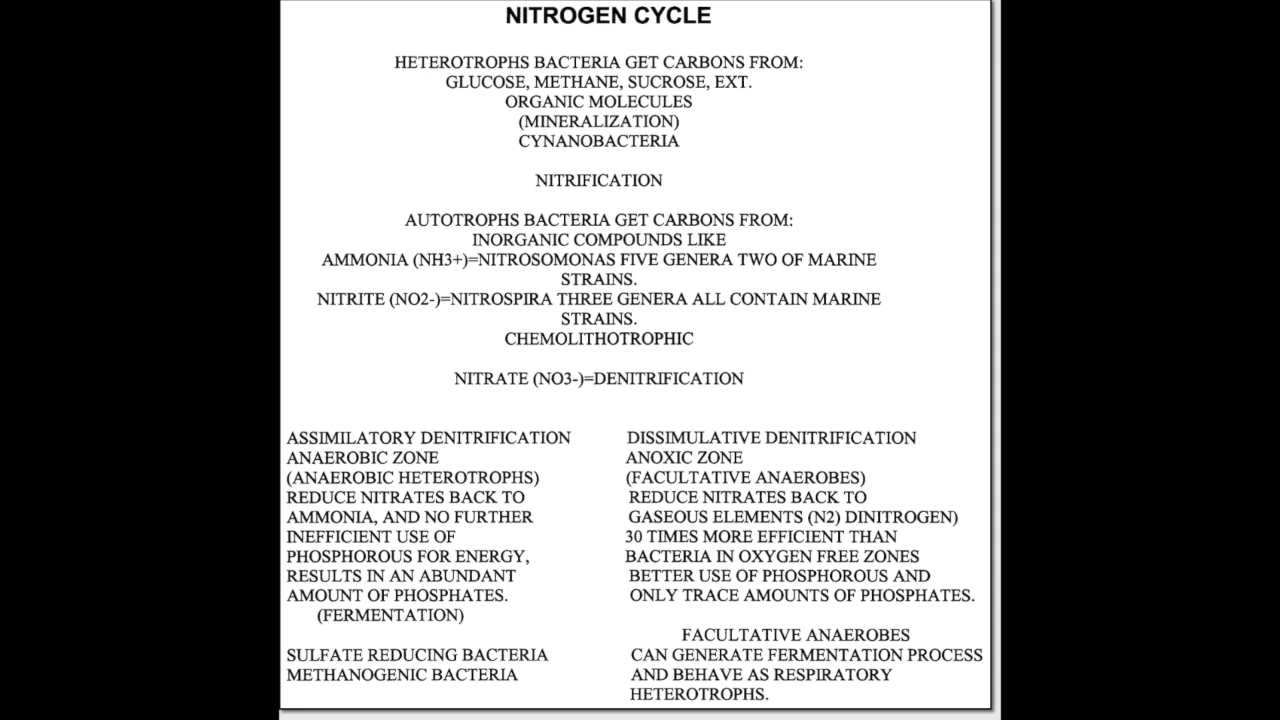 NITROGEN CYCLE
HETEROTROPHS BACTERIA GET CARBONS FROM:
GLUCOSE, METHANE, SUCROSE, EXT.
ORGANIC MOLECULES
(MINERALIZATION)
CYNANOBACTERIA
NITRIFICATION
AUTOTROPHS BACTERIA GET CARBONS FROM:
INORGANIC COMPOUNDS LIKE
AMMONIA (NH3+)=NITROSOMONAS FIVE GENERA TWO OF MARINE
STRAINS.
NITRITE (NO2-)=NITROSPIRA THREE GENERA ALL CONTAIN MARINE
STRAINS.
CHEMOLITHOTROPHIC
NITRATE (NO3-)=DENITRIFICATION
ASSIMILATORY DENITRIFICATION
ANAEROBIC ZONE
(ANAEROBIC HETEROTROPHS)
REDUCE NITRATES BACK TO
AMMONIA, AND NO FURTHER
INEFFICIENT USE OF
PHOSPHOROUS FOR ENERGY,
RESULTS IN AN ABUNDANT
AMOUNT OF PHOSPHATES.
(FERMENTATION)
SULFATE REDUCING BACTERIA
METHANOGENIC BACTERIA
DISSIMULATIVE DENITRIFICATION
ANOXIC ZONE
(FACULTATIVE ANAEROBES)
REDUCE NITRATES BACK TO
GASEOUS ELEMENTS (N2) DINITROGEN)
30 TIMES MORE EFFICIENT THAN
BACTERIA IN OXYGEN FREE ZONES
BETTER USE OF PHOSPHOROUS AND
ONLY TRACE AMOUNTS OF PHOSPHATES.
FACULTATIVE ANAEROBES
CAN GENERATE FERMENTATION PROCESS
AND BEHAVE AS RESPIRATORY
HETEROTROPHS.